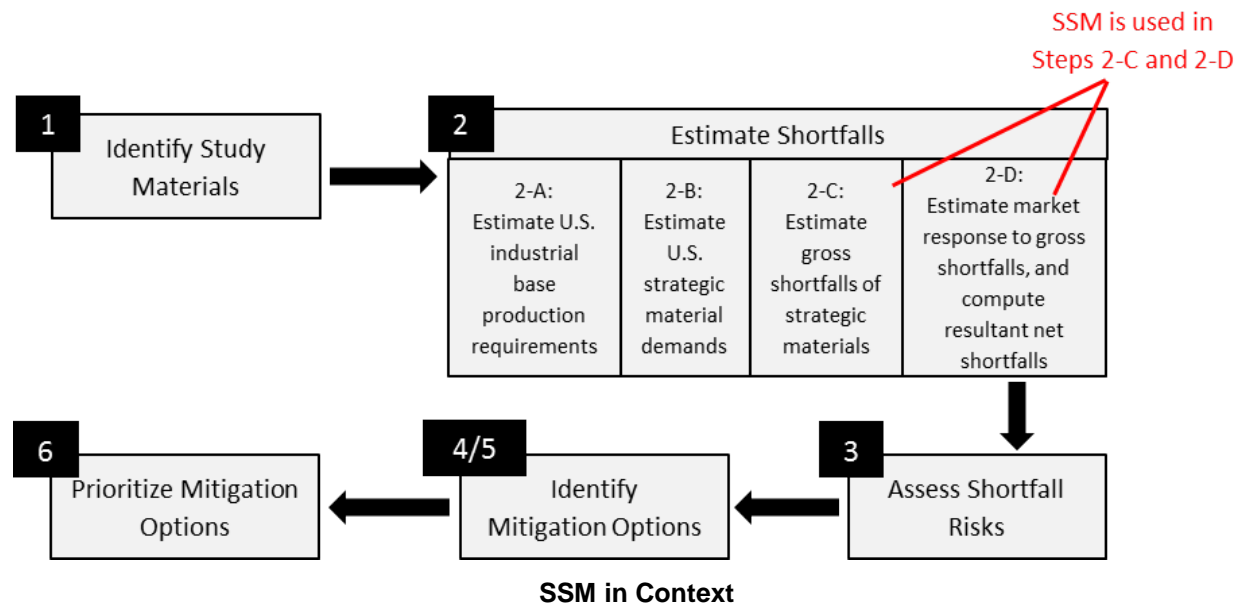 SSM is used in
Steps 2-C and 2-D
1
Identify Study
Materials
2
Estimate Shortfalls
2-A:
Estimate U.S.
industrial
base
production
requirements
2-B:
Estimate
U.S.
strategic
material
demands
2-C:
Estimate
gross
shortfalls of
strategic
materials
2-D:
Estimate market
response to gross
shortfalls, and
compute
resultant net
shortfalls
3
Assess Shortfall
Risks
4/5
Identify
Mitigation Options
6
Prioritize Mitigation
Options
SSM in Context